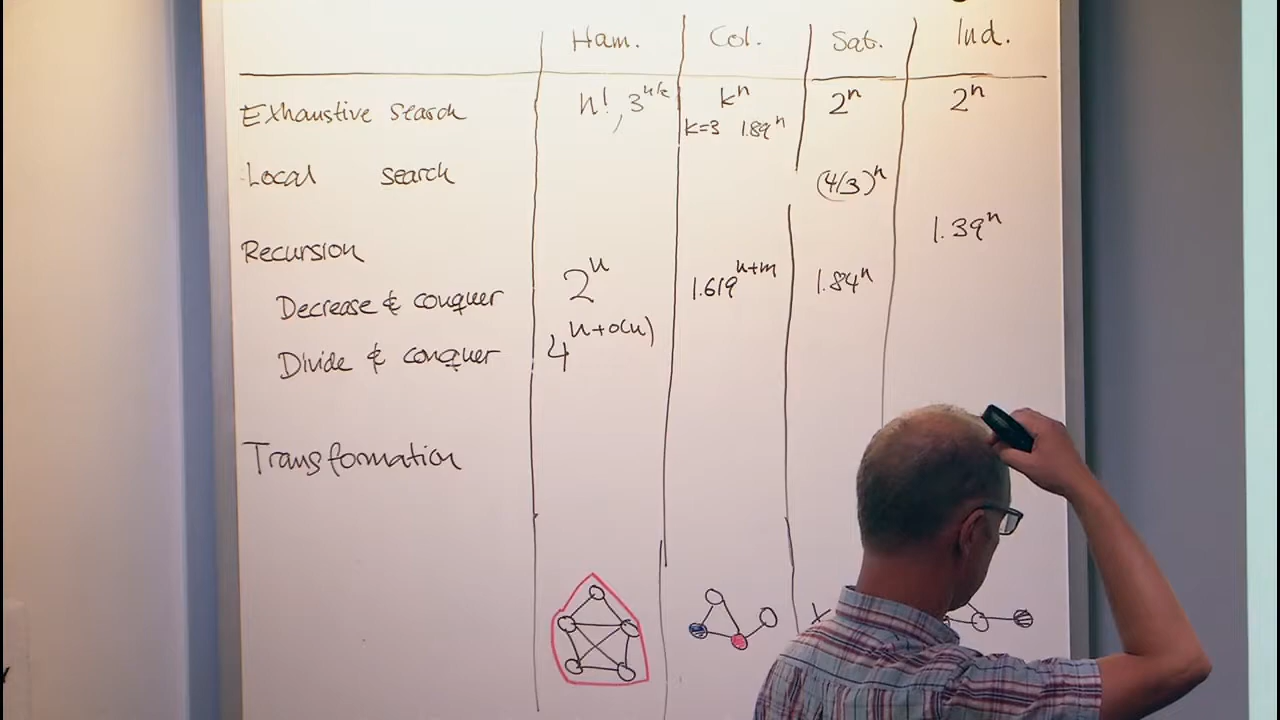 Ham. Col. Sat. Ind.
Exhaustive search n!, 3^{n/2} k^n 2^n 2^n
k=3 1.89^n
Local search (4/3)^n
1.39^n
Recursion
Decrease & conquer 2^n 1.619^{n+m} 1.84^n
Divide & conquer 4^{n+o(n)}
Transformation